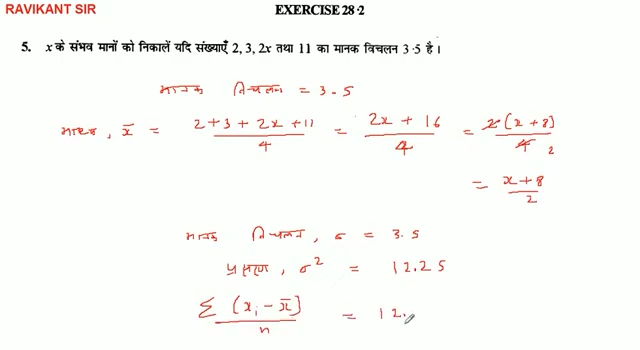 RAVIKANT SIR
EXERCISE 28·2
5. x के संभव मानों को निकालें यदि संख्याएँ 2, 3, 2x तथा 11 का मानक विचलन 3·5 है।
मानक विचलन = 3.5
माध्य, x̄ = (2+3+2x+11)/4 = (2x+16)/4 = 2(x+8)/4 2
= (x+8)/2
मानक विचलन, σ = 3.5
प्रसरण, σ² = 12.25
Σ(xᵢ-x̄)/n = 12.